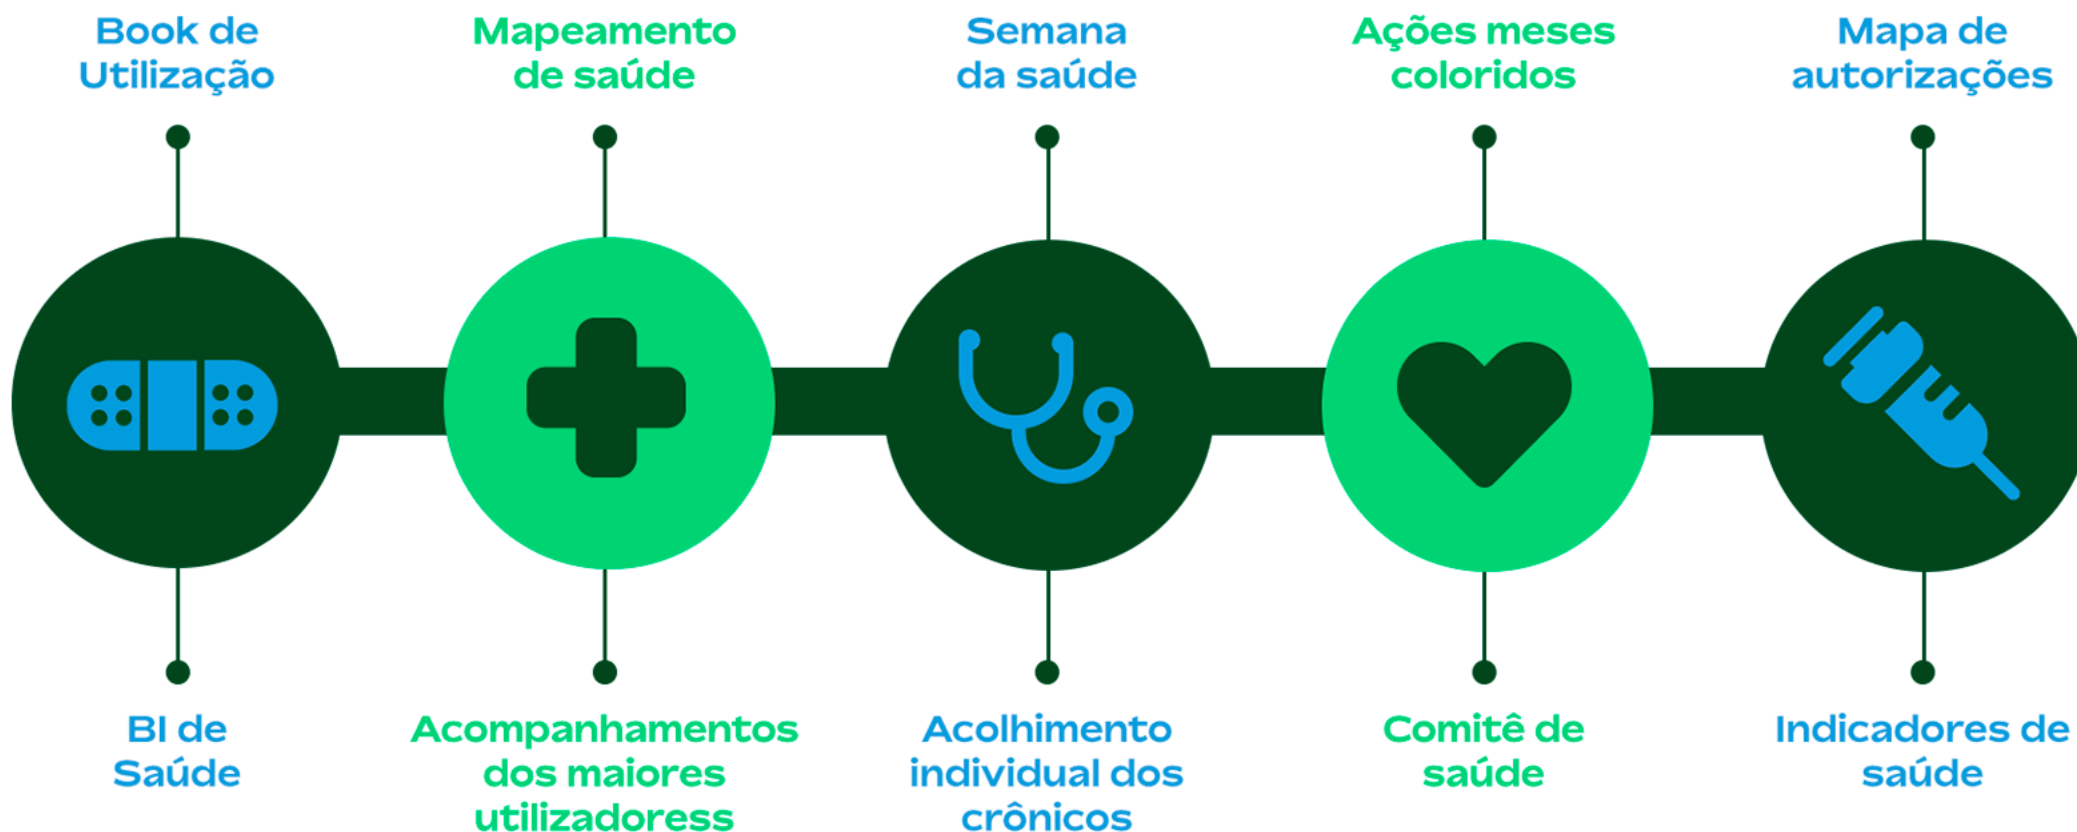 Book de
Utilização
Mapeamento
de saúde
Semana
da saúde
Ações meses
coloridos
Mapa de
autorizações
BI de
Saúde
Acompanhamentos
dos maiores
utilizadoress
Acolhimento
individual dos
crônicos
Comitê de
saúde
Indicadores de
saúde